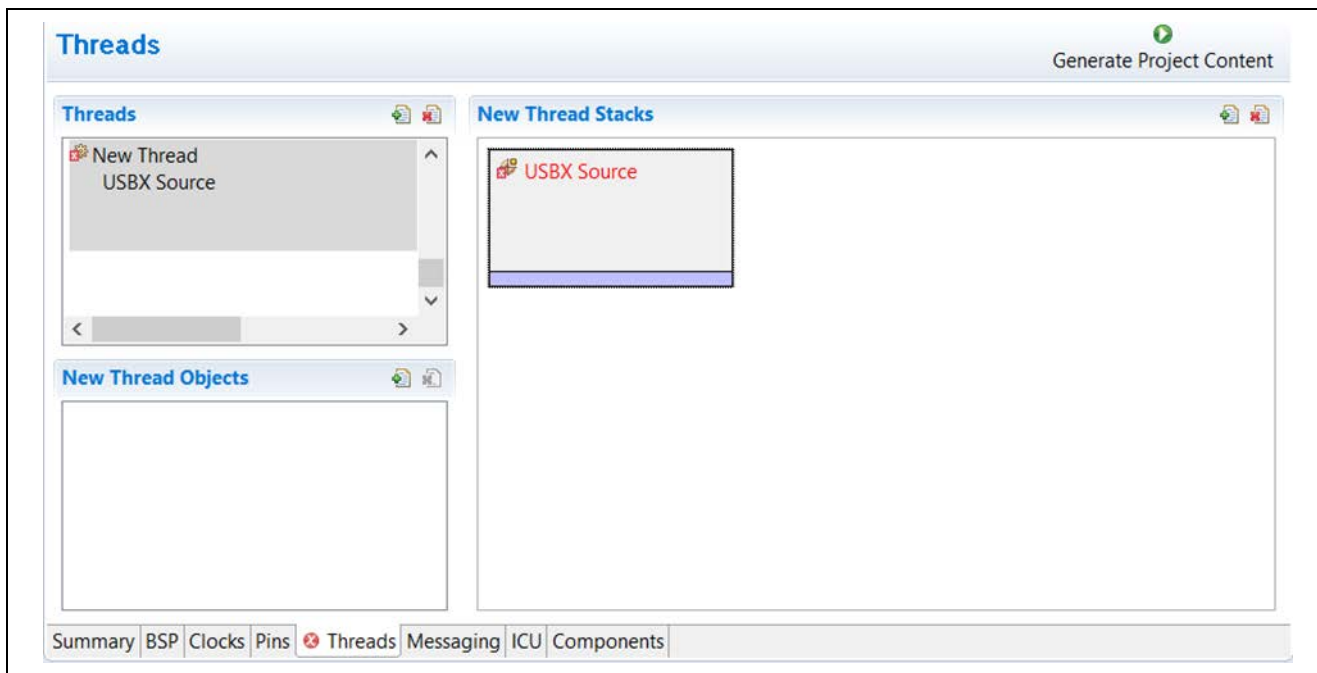 Threads
Generate Project Content
Threads
New Thread
USBX Source
New Thread Stacks
USBX Source
New Thread Objects
Summary BSP Clocks Pins Threads Messaging ICU Components